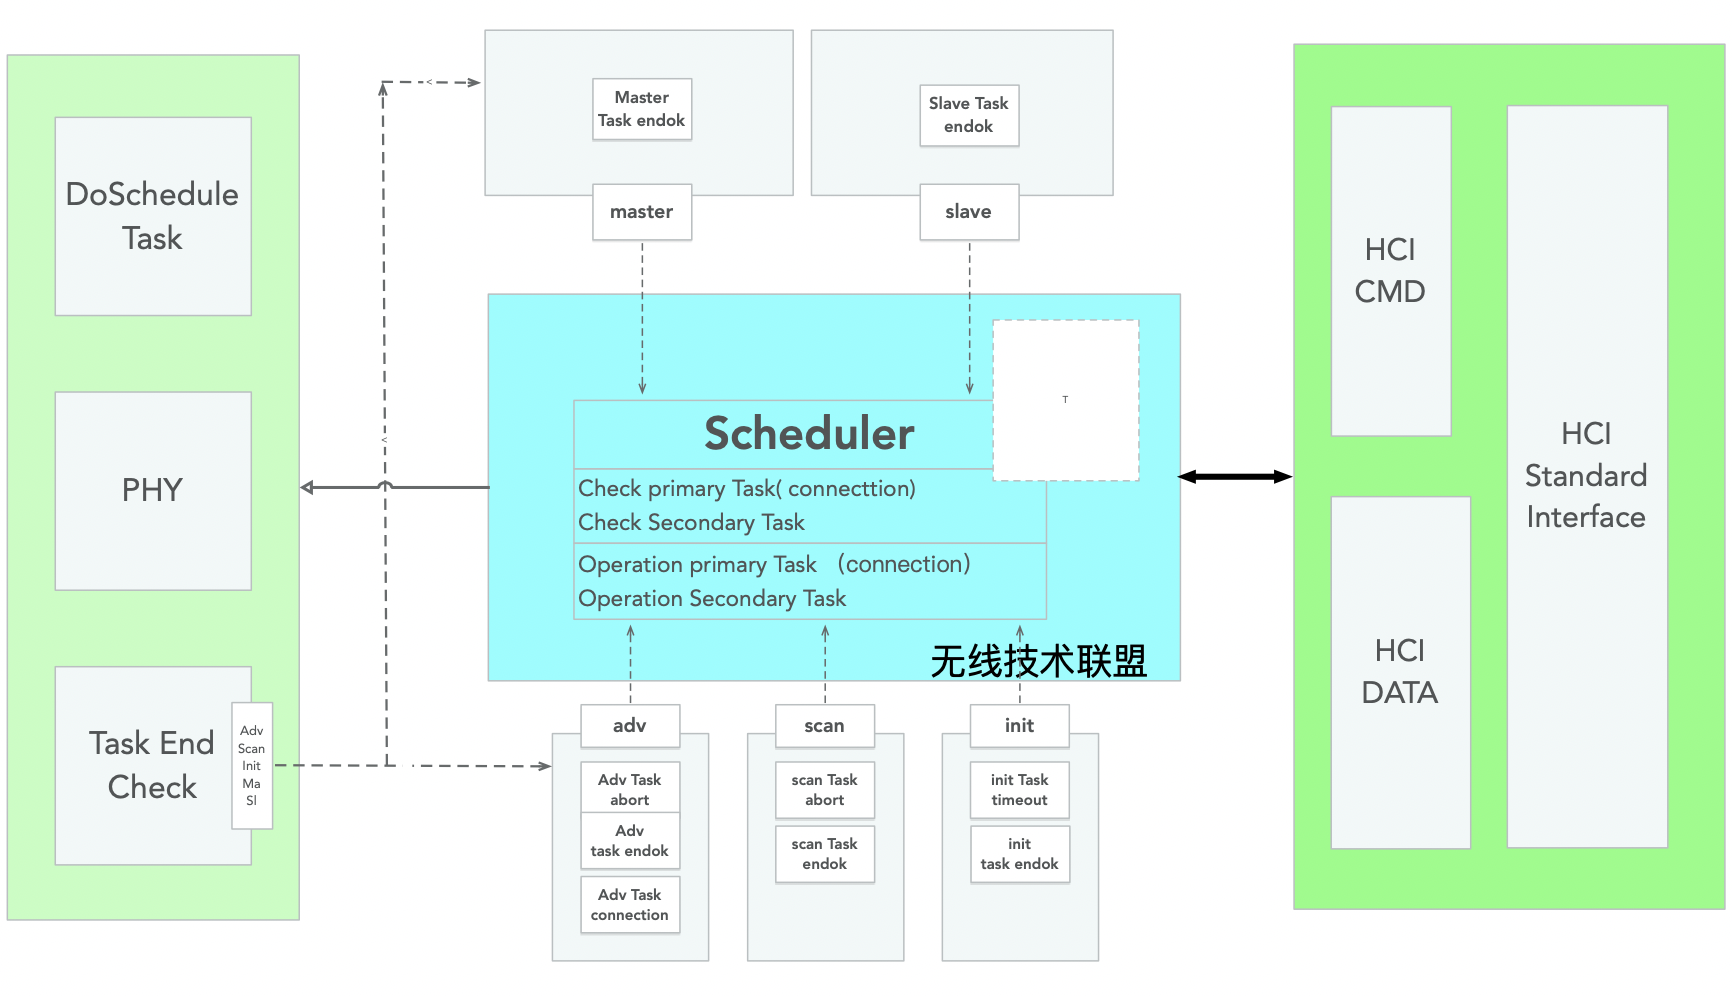 DoSchedule
Task
PHY
Task End
Check
Adv
Scan
Init
Ma
Sl
Master
Task endok
master
Slave Task
endok
slave
T
Scheduler
Check primary Task( connecttion)
Check Secondary Task
Operation primary Task （connection）
Operation Secondary Task
无线技术联盟
adv
Adv Task
abort
Adv
task endok
Adv Task
connection
scan
scan Task
abort
scan Task
endok
init
init Task
timeout
init
task endok
HCI
CMD
HCI
DATA
HCI
Standard
Interface